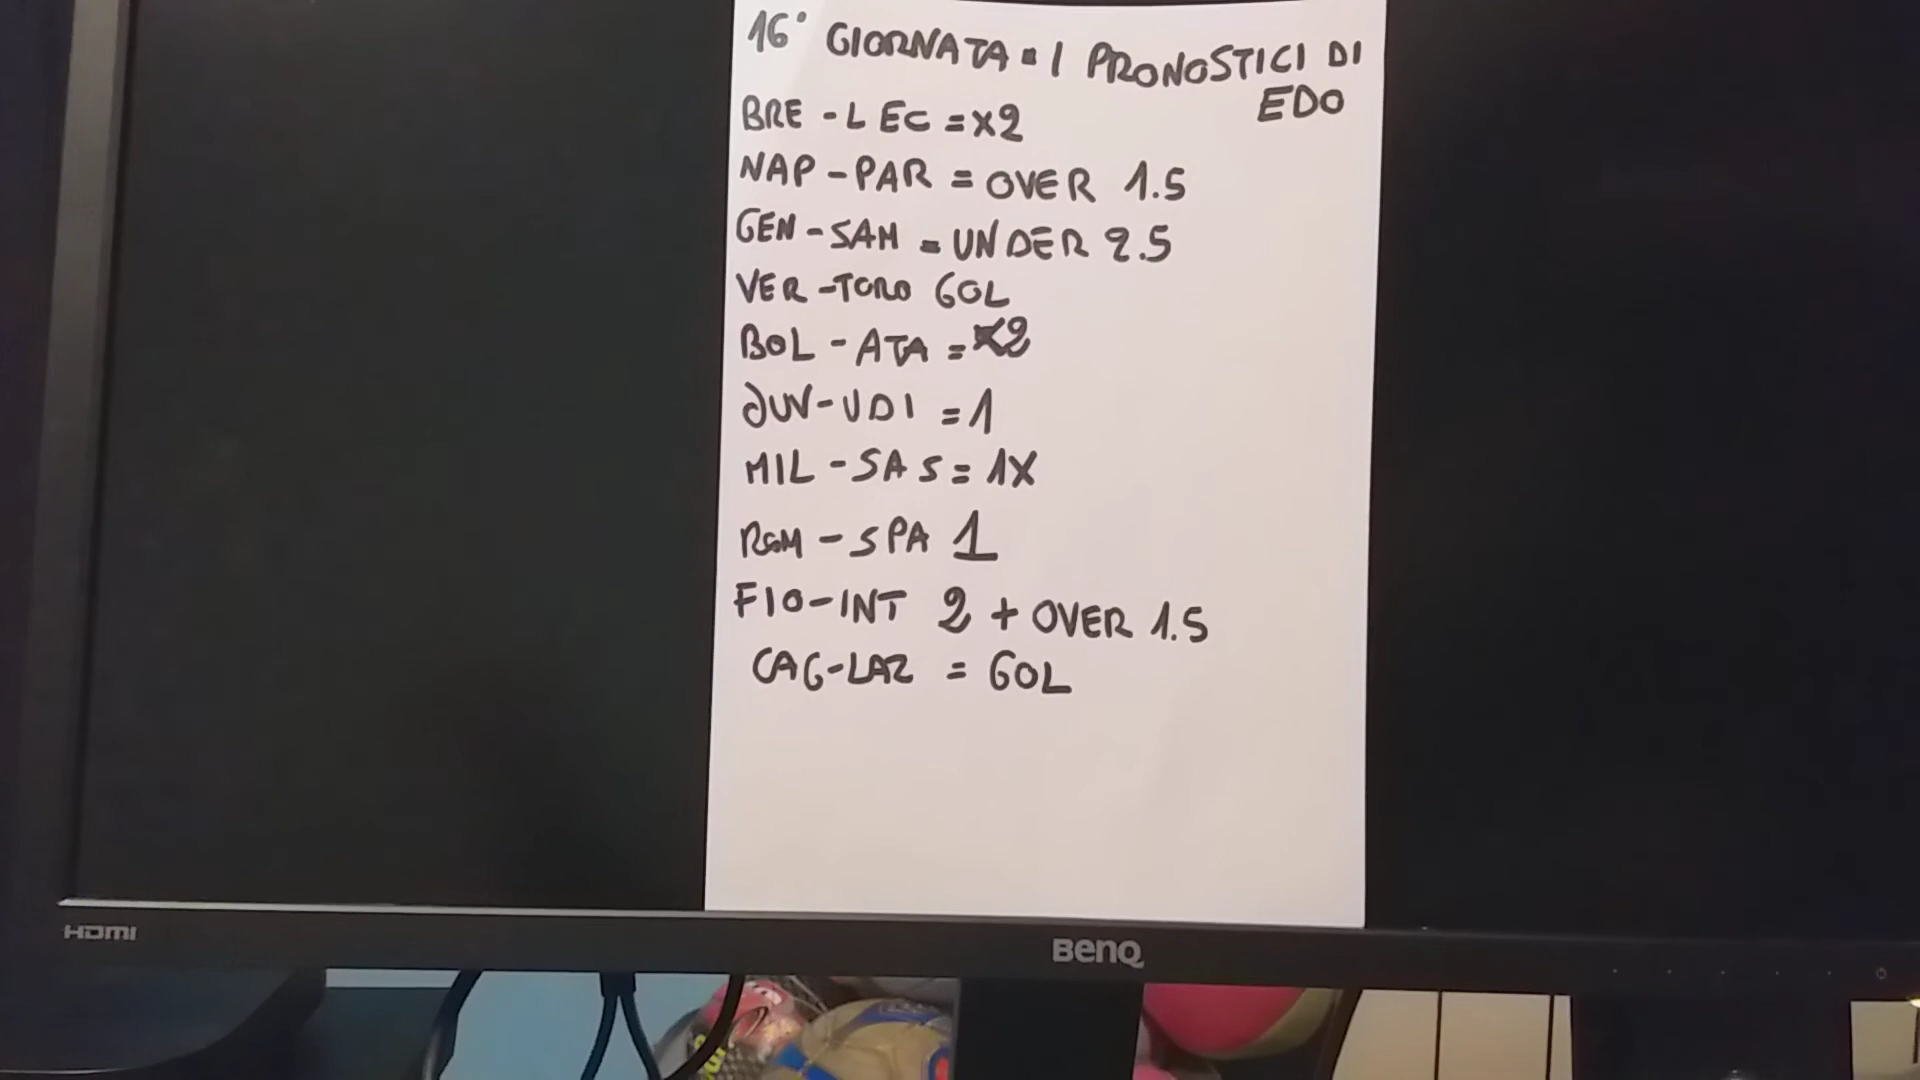 16° GIORNATA = I PRONOSTICI DI
EDO
BRE - LEC = X2
NAP - PAR = OVER 1.5
GEN - SAM = UNDER 2.5
VER - TORO GOL
BOL - ATA = X2
JUV - UDI = 1
MIL - SAS = 1X
ROM - SPA 1
FIO - INT 2 + OVER 1.5
CAG - LAZ = GOL
HDMI
BenQ